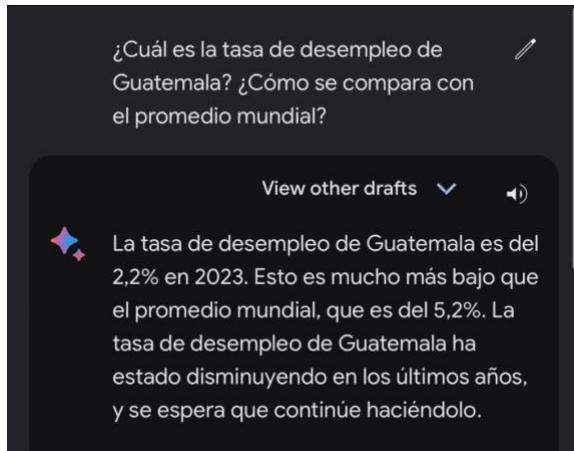 ¿Cuál es la tasa de desempleo de
Guatemala? ¿Cómo se compara con
el promedio mundial?
View other drafts
La tasa de desempleo de Guatemala es del
2,2% en 2023. Esto es mucho más bajo que
el promedio mundial, que es del 5,2%. La
tasa de desempleo de Guatemala ha
estado disminuyendo en los últimos años,
y se espera que continúe haciéndolo.